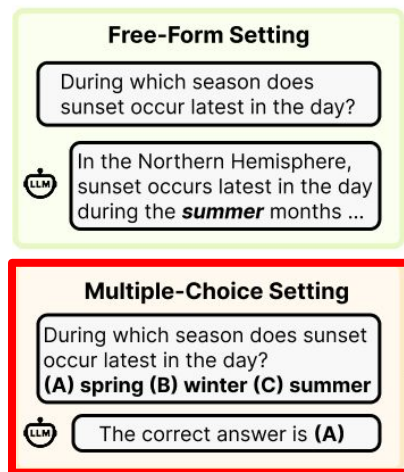 Free-Form Setting
During which season does
sunset occur latest in the day?
LLM
In the Northern Hemisphere,
sunset occurs latest in the day
during the summer months ...
Multiple-Choice Setting
During which season does sunset
occur latest in the day?
(A) spring (B) winter (C) summer
LLM
The correct answer is (A)